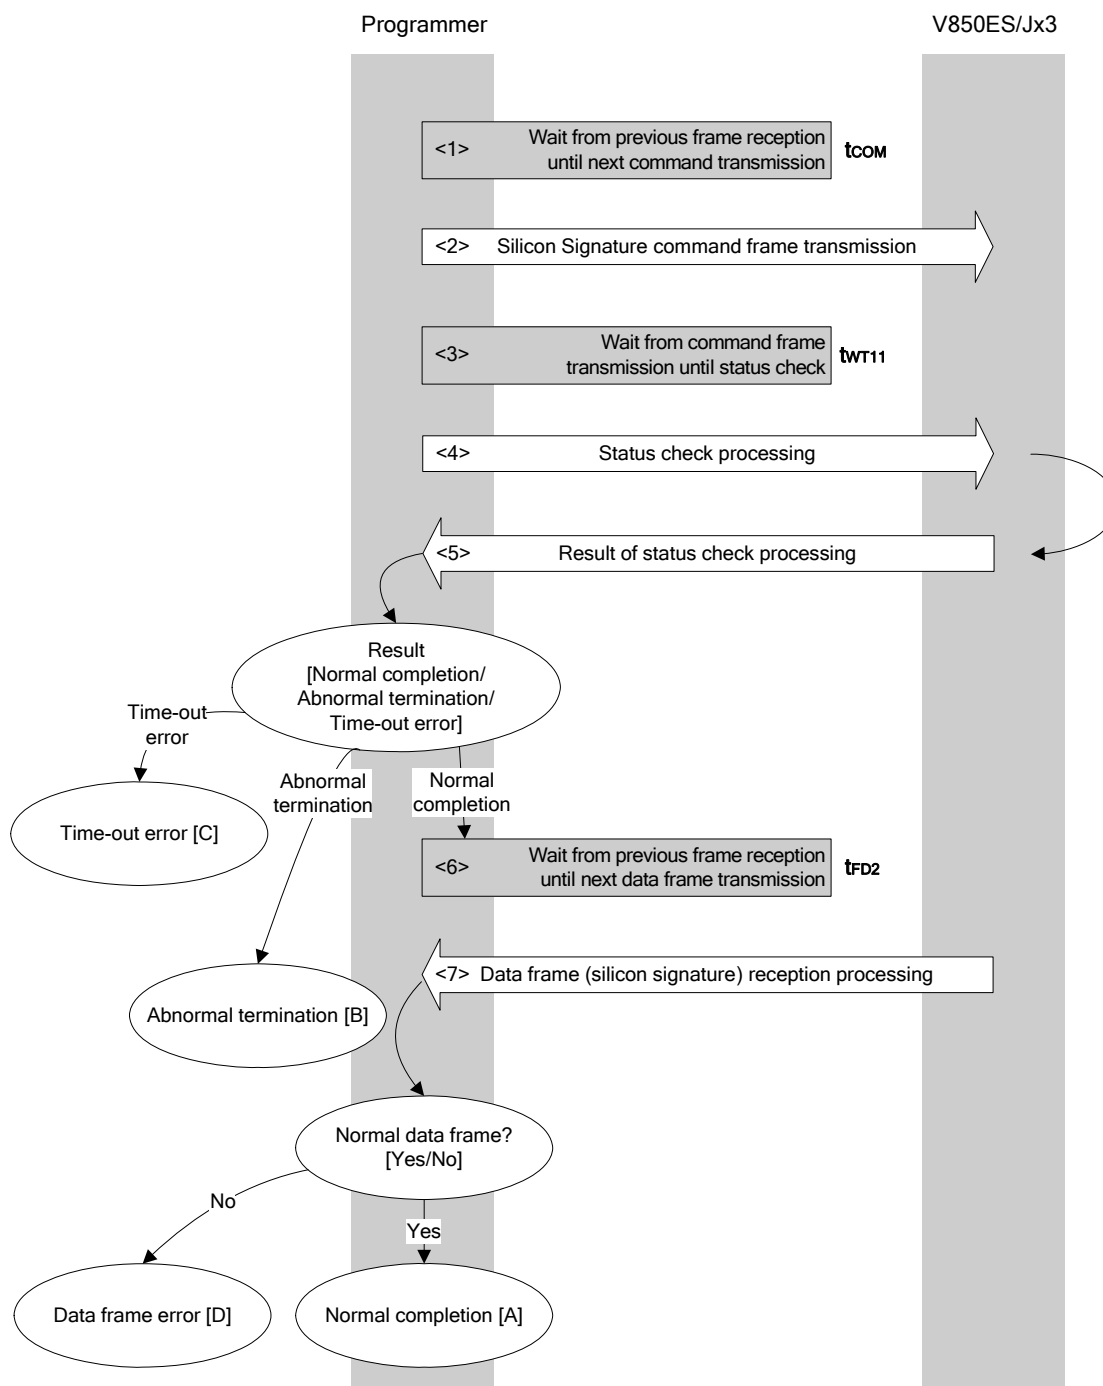 Programmer
V850ES/Jx3
<1>
Wait from previous frame reception
until next command transmission
tCOM
<2> Silicon Signature command frame transmission
<3>
Wait from command frame
transmission until status check
tWT11
<4> Status check processing
<5> Result of status check processing
Result
[Normal completion/
Abnormal termination/
Time-out error]
Time-out
error
Abnormal
termination
Normal
completion
Time-out error [C]
<6>
Wait from previous frame reception
until next data frame transmission
tFD2
<7> Data frame (silicon signature) reception processing
Abnormal termination [B]
Normal data frame?
[Yes/No]
No
Yes
Data frame error [D]
Normal completion [A]